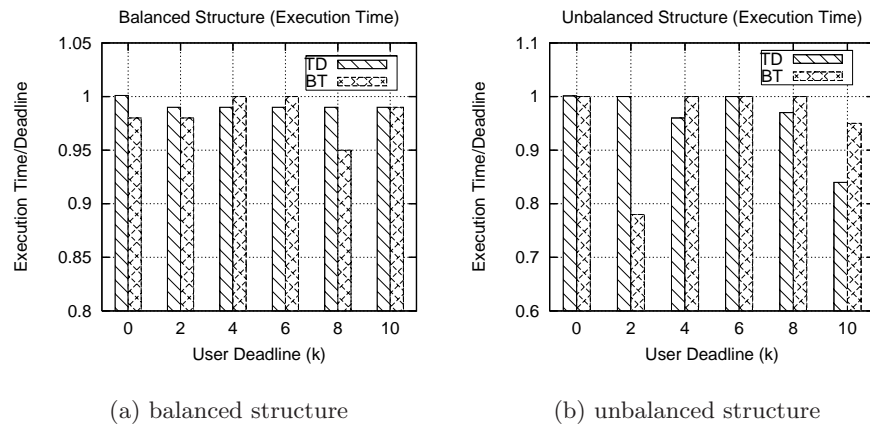 Balanced Structure (Execution Time)
1.05
1
0.95
0.9
0.85
0.8
Execution Time/Deadline
TD
BT
0 2 4 6 8 10
User Deadline (k)
(a) balanced structure
Unbalanced Structure (Execution Time)
1.1
1
0.9
0.8
0.7
0.6
Execution Time/Deadline
TD
BT
0 2 4 6 8 10
User Deadline (k)
(b) unbalanced structure